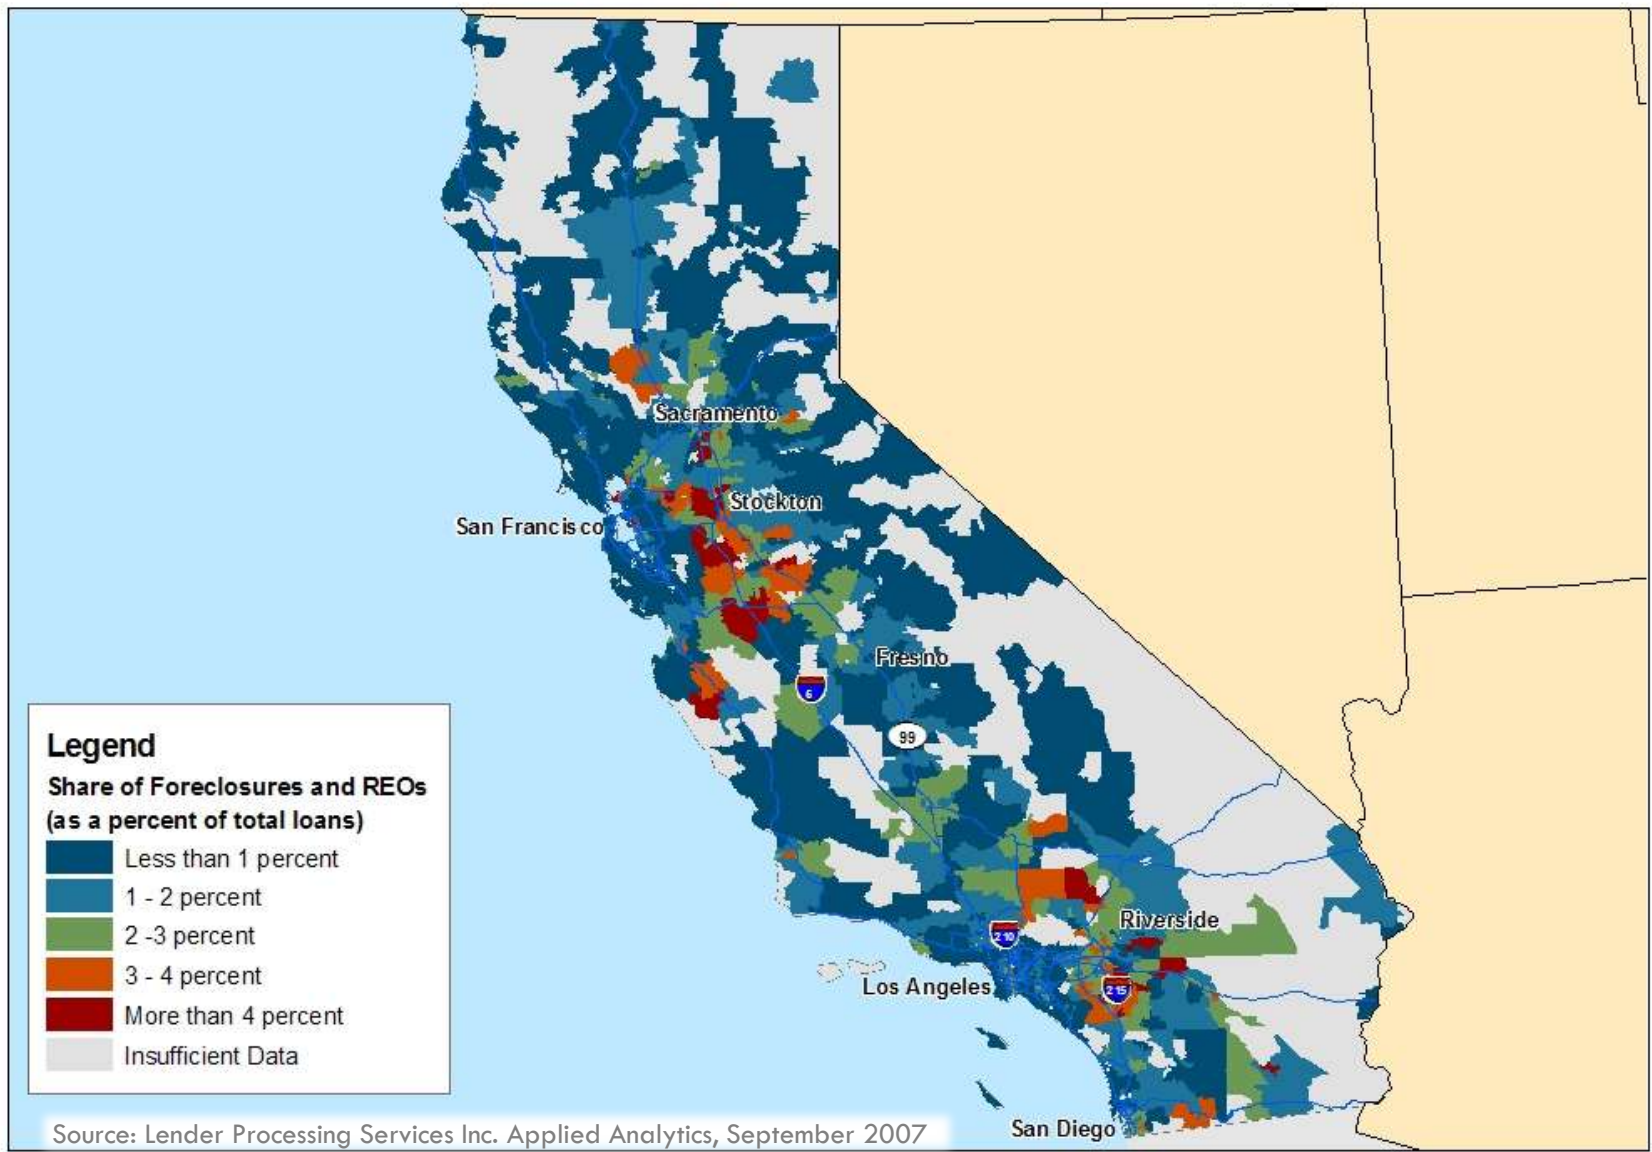 Sacramento
Stockton
San Francisco
Fresno
6
99
Riverside
210
Los Angeles
215
San Diego
Legend
Share of Foreclosures and REOs
(as a percent of total loans)
Less than 1 percent
1 - 2 percent
2 -3 percent
3 - 4 percent
More than 4 percent
Insufficient Data
Source: Lender Processing Services Inc. Applied Analytics, September 2007